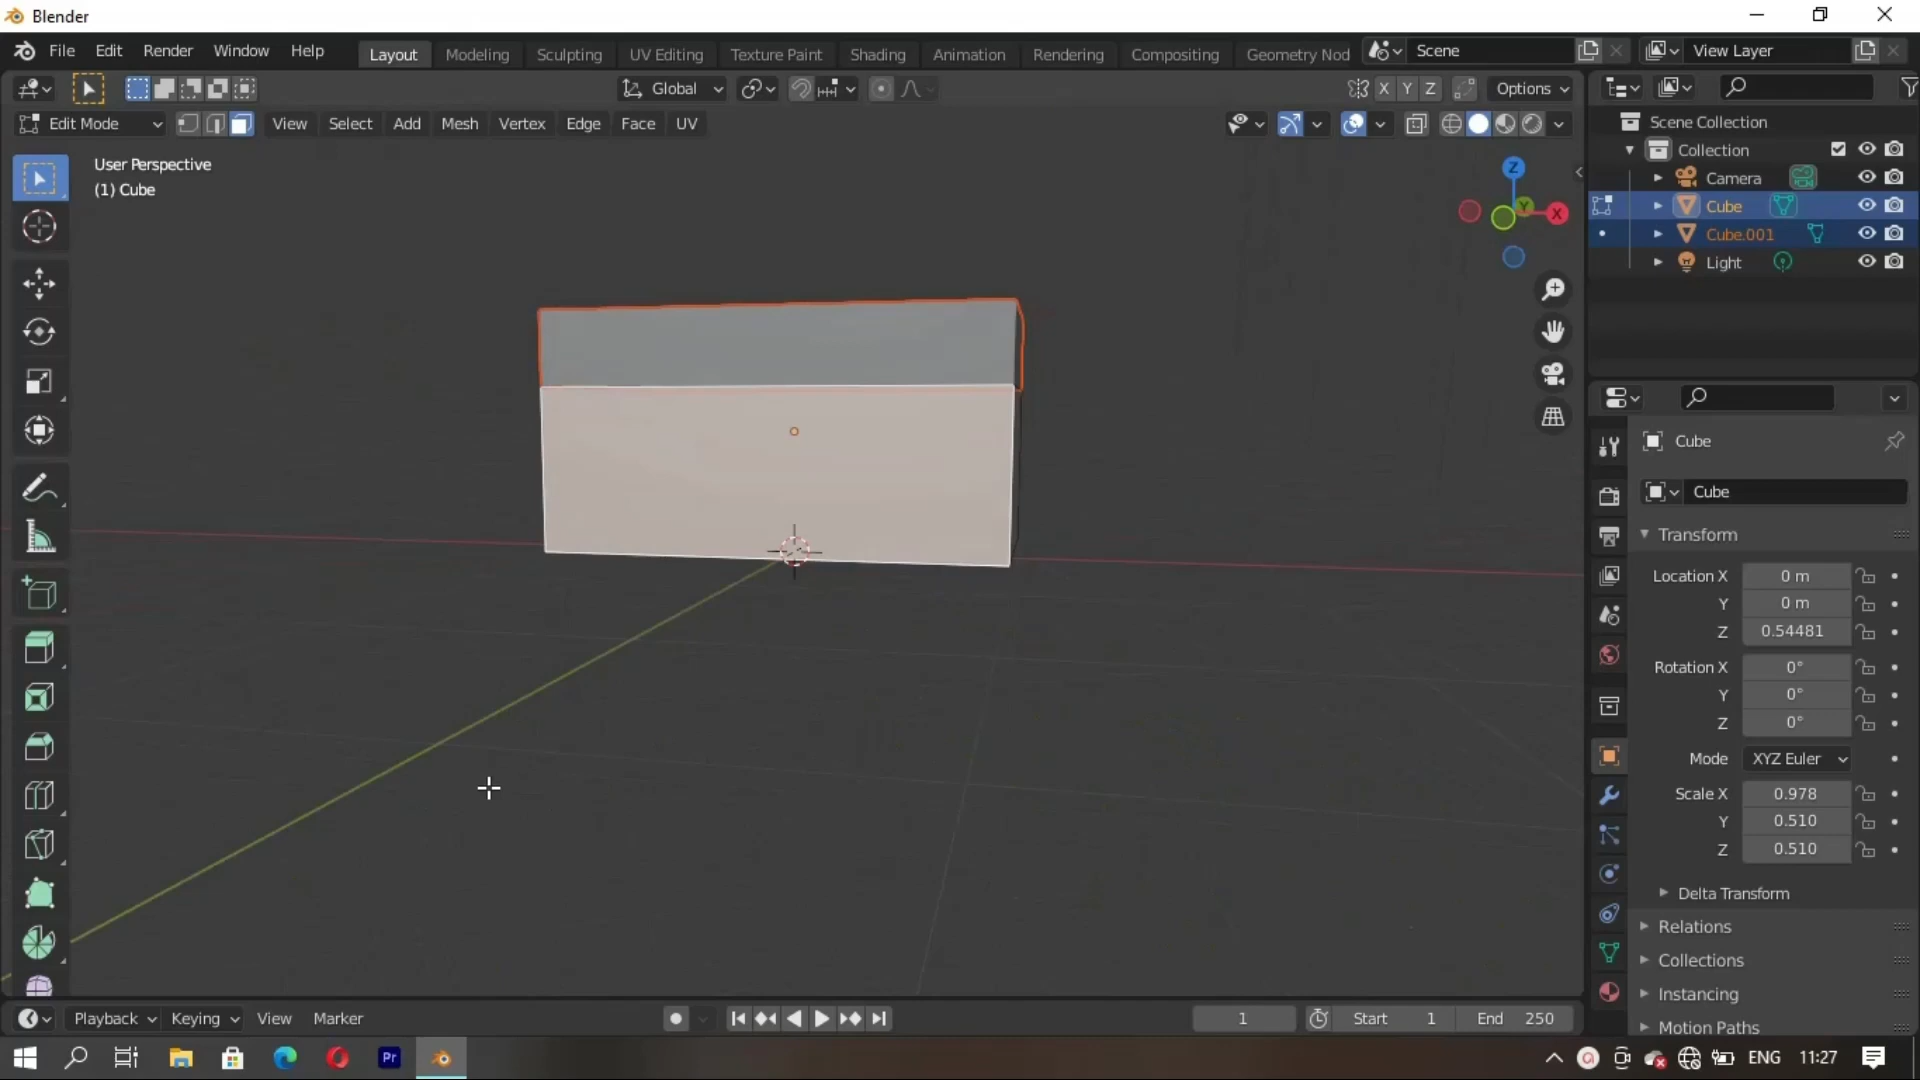 Blender
File Edit Render Window Help
Layout Modeling Sculpting UV Editing Texture Paint Shading Animation Rendering Compositing Geometry Nod
Scene
View Layer
Global
X Y Z
Options
Edit Mode
View Select Add Mesh Vertex Edge Face UV
User Perspective
(1) Cube
Z
Y
X
Scene Collection
Collection
Camera
Cube
Cube.001
Light
Cube
Cube
Transform
Location X 0 m
Y 0 m
Z 0.54481
Rotation X 0°
Y 0°
Z 0°
Mode XYZ Euler
Scale X 0.978
Y 0.510
Z 0.510
Delta Transform
Relations
Collections
Instancing
Motion Paths
Playback Keying View Marker
1
Start 1
End 250
Pr
ENG 11:27